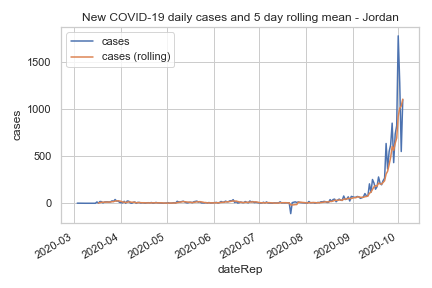 New COVID-19 daily cases and 5 day rolling mean - Jordan
cases
cases (rolling)
1500
1000
500
0
cases
2020-03
2020-04
2020-05
2020-06
2020-07
2020-08
2020-09
2020-10
dateRep